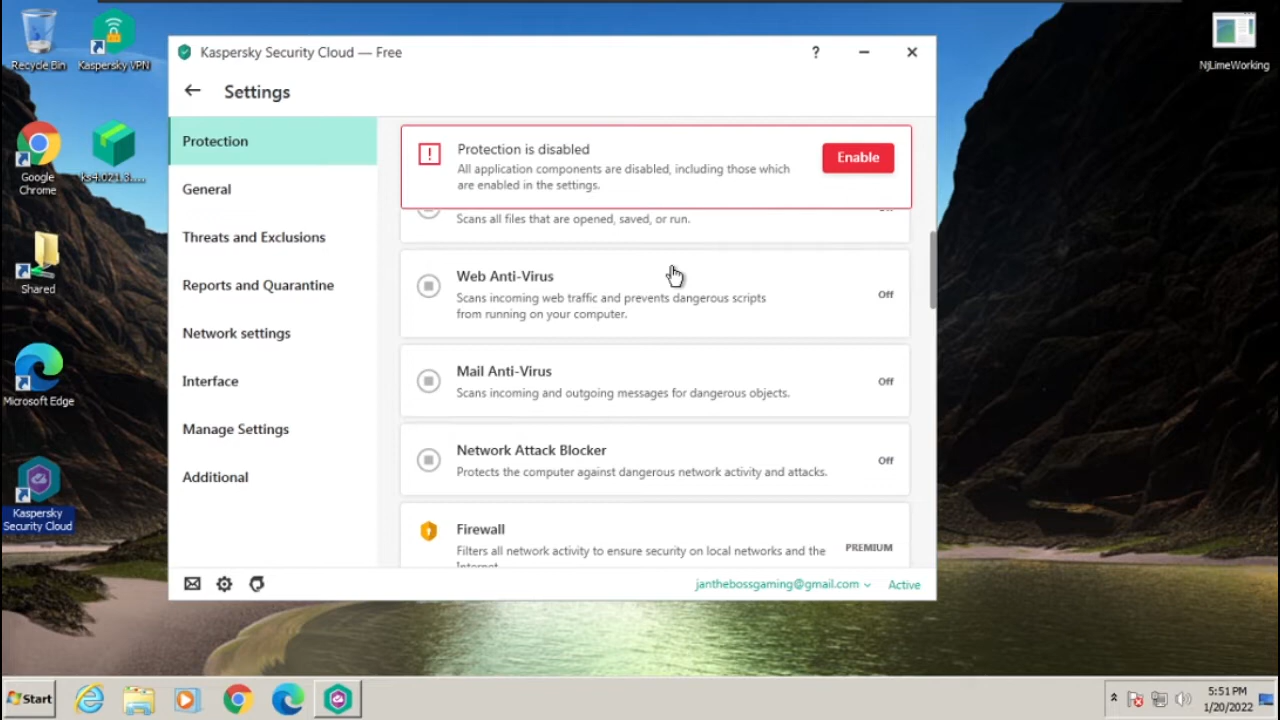 Recycle Bin
Kaspersky VPN
Google
Chrome
ks4.021.3....
Shared
Microsoft Edge
Kaspersky
Security Cloud
NjLimeWorking
Kaspersky Security Cloud — Free
?
Settings
Protection
General
Threats and Exclusions
Reports and Quarantine
Network settings
Interface
Manage Settings
Additional
Protection is disabled
All application components are disabled, including those which
are enabled in the settings.
Enable
Scans all files that are opened, saved, or run.
Web Anti-Virus
Scans incoming web traffic and prevents dangerous scripts
from running on your computer.
Off
Mail Anti-Virus
Scans incoming and outgoing messages for dangerous objects.
Off
Network Attack Blocker
Protects the computer against dangerous network activity and attacks.
Off
Firewall
Filters all network activity to ensure security on local networks and the
Internet.
PREMIUM
janthebossgaming@gmail.com
Active
Start
5:51 PM
1/20/2022